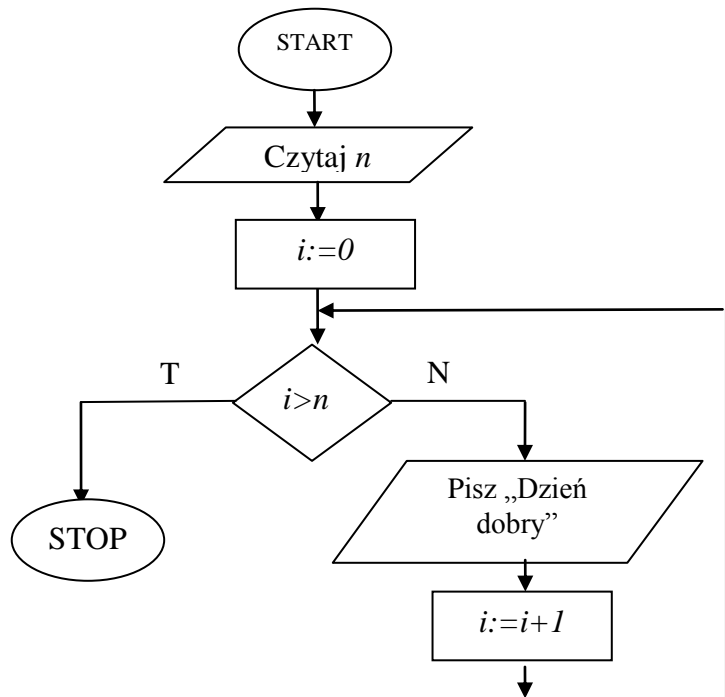 START
Czytaj n
i:=0
T
i>n
N
Pisz „Dzień
dobry”
STOP
i:=i+1